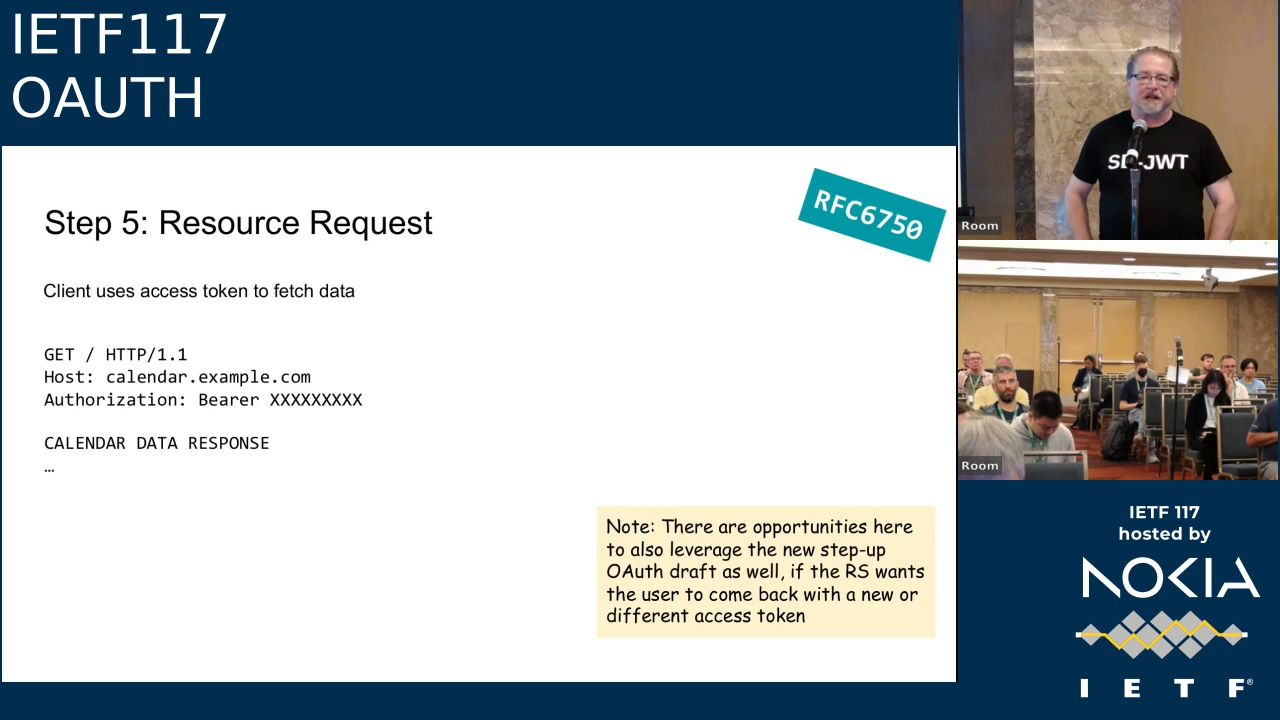 IETF117
OAUTH
RFC6750
Step 5: Resource Request
Client uses access token to fetch data
GET / HTTP/1.1
Host: calendar.example.com
Authorization: Bearer XXXXXXXXX
CALENDAR DATA RESPONSE
…
Note: There are opportunities here
to also leverage the new step-up
OAuth draft as well, if the RS wants
the user to come back with a new or
different access token
SD-JWT
Room
Room
IETF 117
hosted by
NOKIA
I E T F®